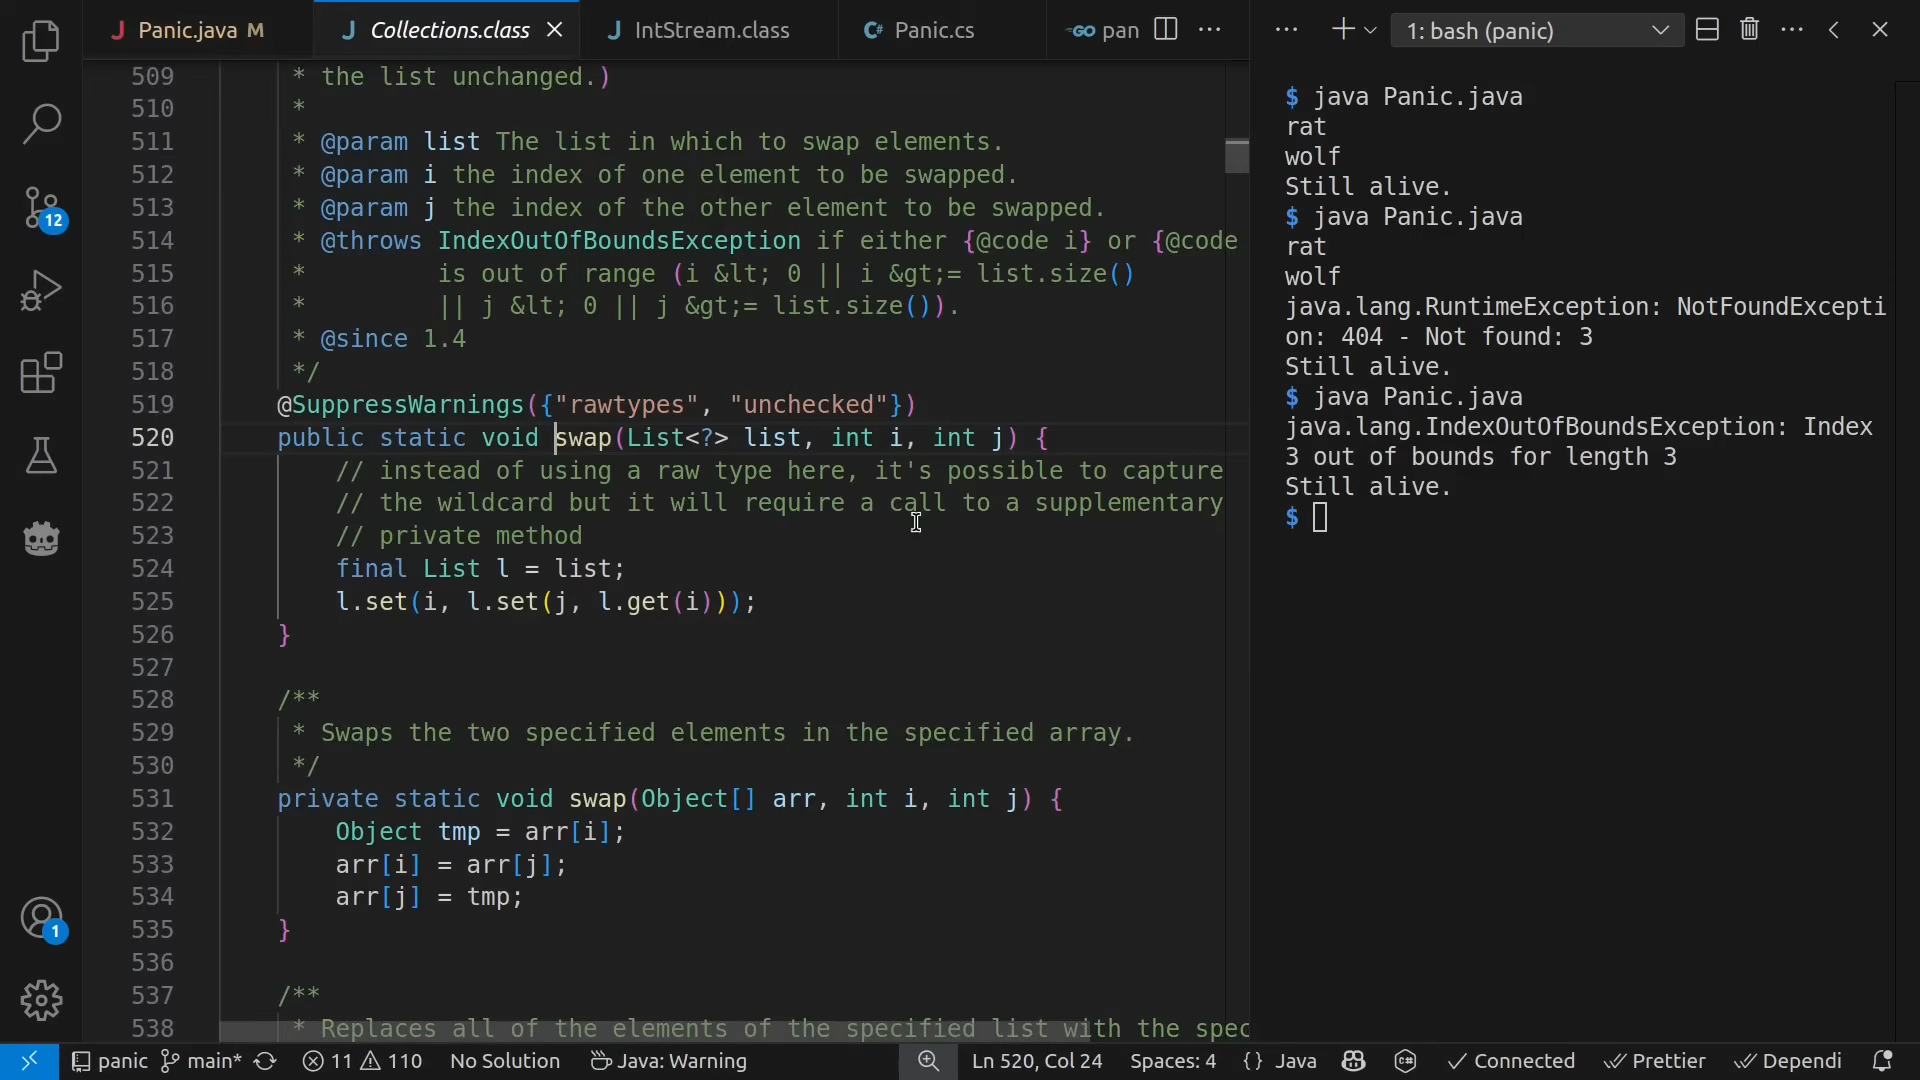 Panic.java M
Collections.class
IntStream.class
Panic.cs
pan
1: bash (panic)
509 * the list unchanged.)
510 *
511 * @param list The list in which to swap elements.
512 * @param i the index of one element to be swapped.
513 * @param j the index of the other element to be swapped.
514 * @throws IndexOutOfBoundsException if either {@code i} or {@code
515 * is out of range (i &lt; 0 || i &gt;= list.size()
516 * || j &lt; 0 || j &gt;= list.size()).
517 * @since 1.4
518 */
519 @SuppressWarnings({"rawtypes", "unchecked"})
520 public static void swap(List<?> list, int i, int j) {
521 // instead of using a raw type here, it's possible to capture
522 // the wildcard but it will require a call to a supplementary
523 // private method
524 final List l = list;
525 l.set(i, l.set(j, l.get(i)));
526 }
527
528 /**
529 * Swaps the two specified elements in the specified array.
530 */
531 private static void swap(Object[] arr, int i, int j) {
532 Object tmp = arr[i];
533 arr[i] = arr[j];
534 arr[j] = tmp;
535 }
536
537 /**
538 * Replaces all of the elements of the specified list with the spec
$ java Panic.java
rat
wolf
Still alive.
$ java Panic.java
rat
wolf
java.lang.RuntimeException: NotFoundExcepti
on: 404 - Not found: 3
Still alive.
$ java Panic.java
java.lang.IndexOutOfBoundsException: Index
3 out of bounds for length 3
Still alive.
$
12
1
panic main* 11 110 No Solution Java: Warning Ln 520, Col 24 Spaces: 4 {} Java Connected Prettier Dependi